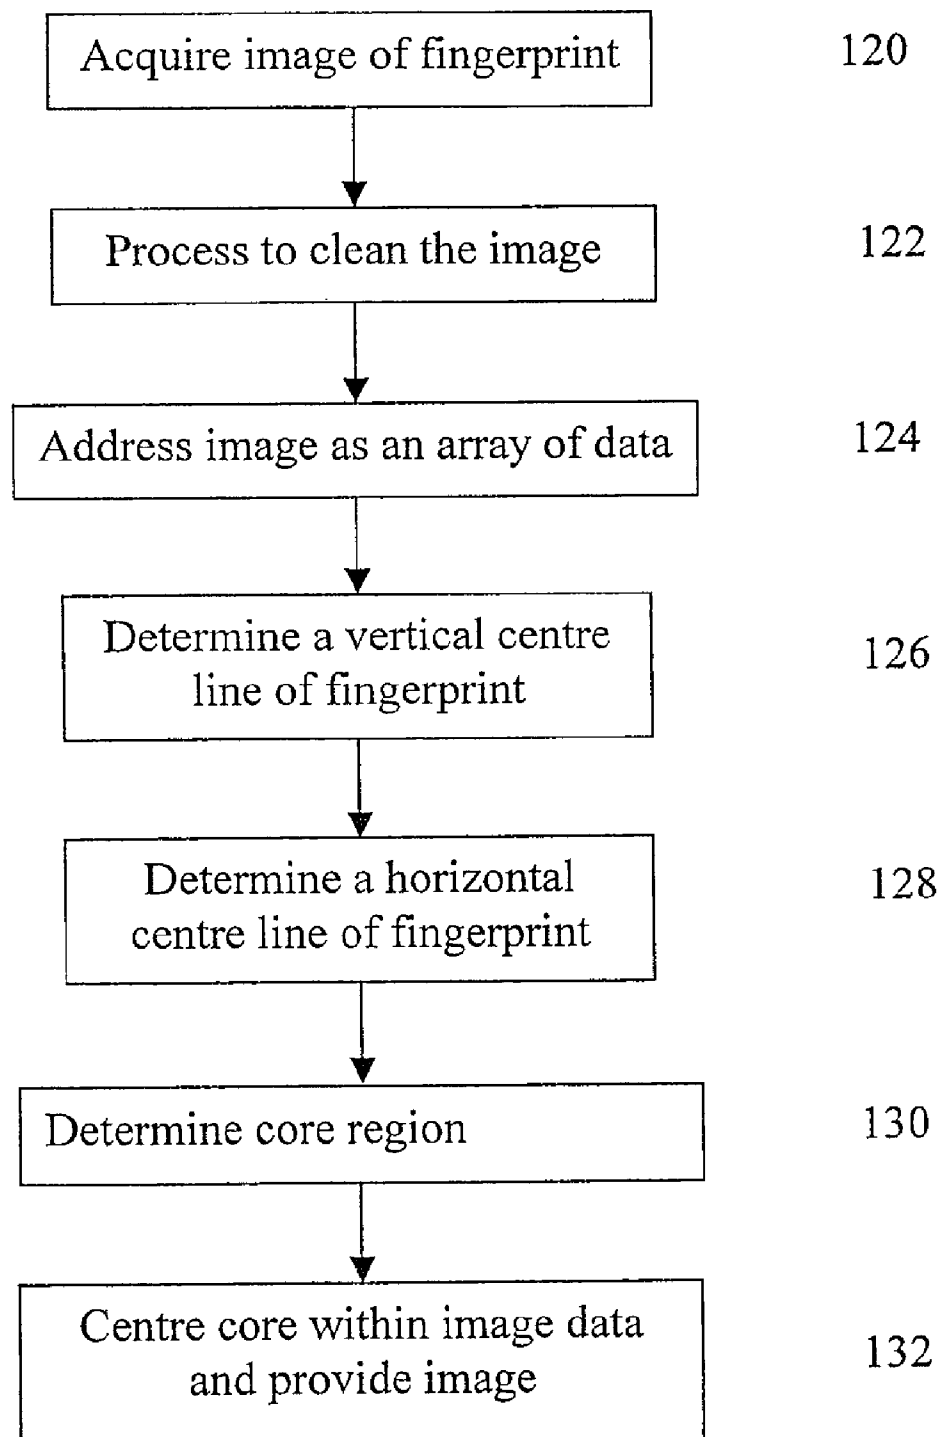 Acquire image of fingerprint
120
Process to clean the image
122
Address image as an array of data
124
Determine a vertical centre
line of fingerprint
126
Determine a horizontal
centre line of fingerprint
128
Determine core region
130
Centre core within image data
and provide image
132